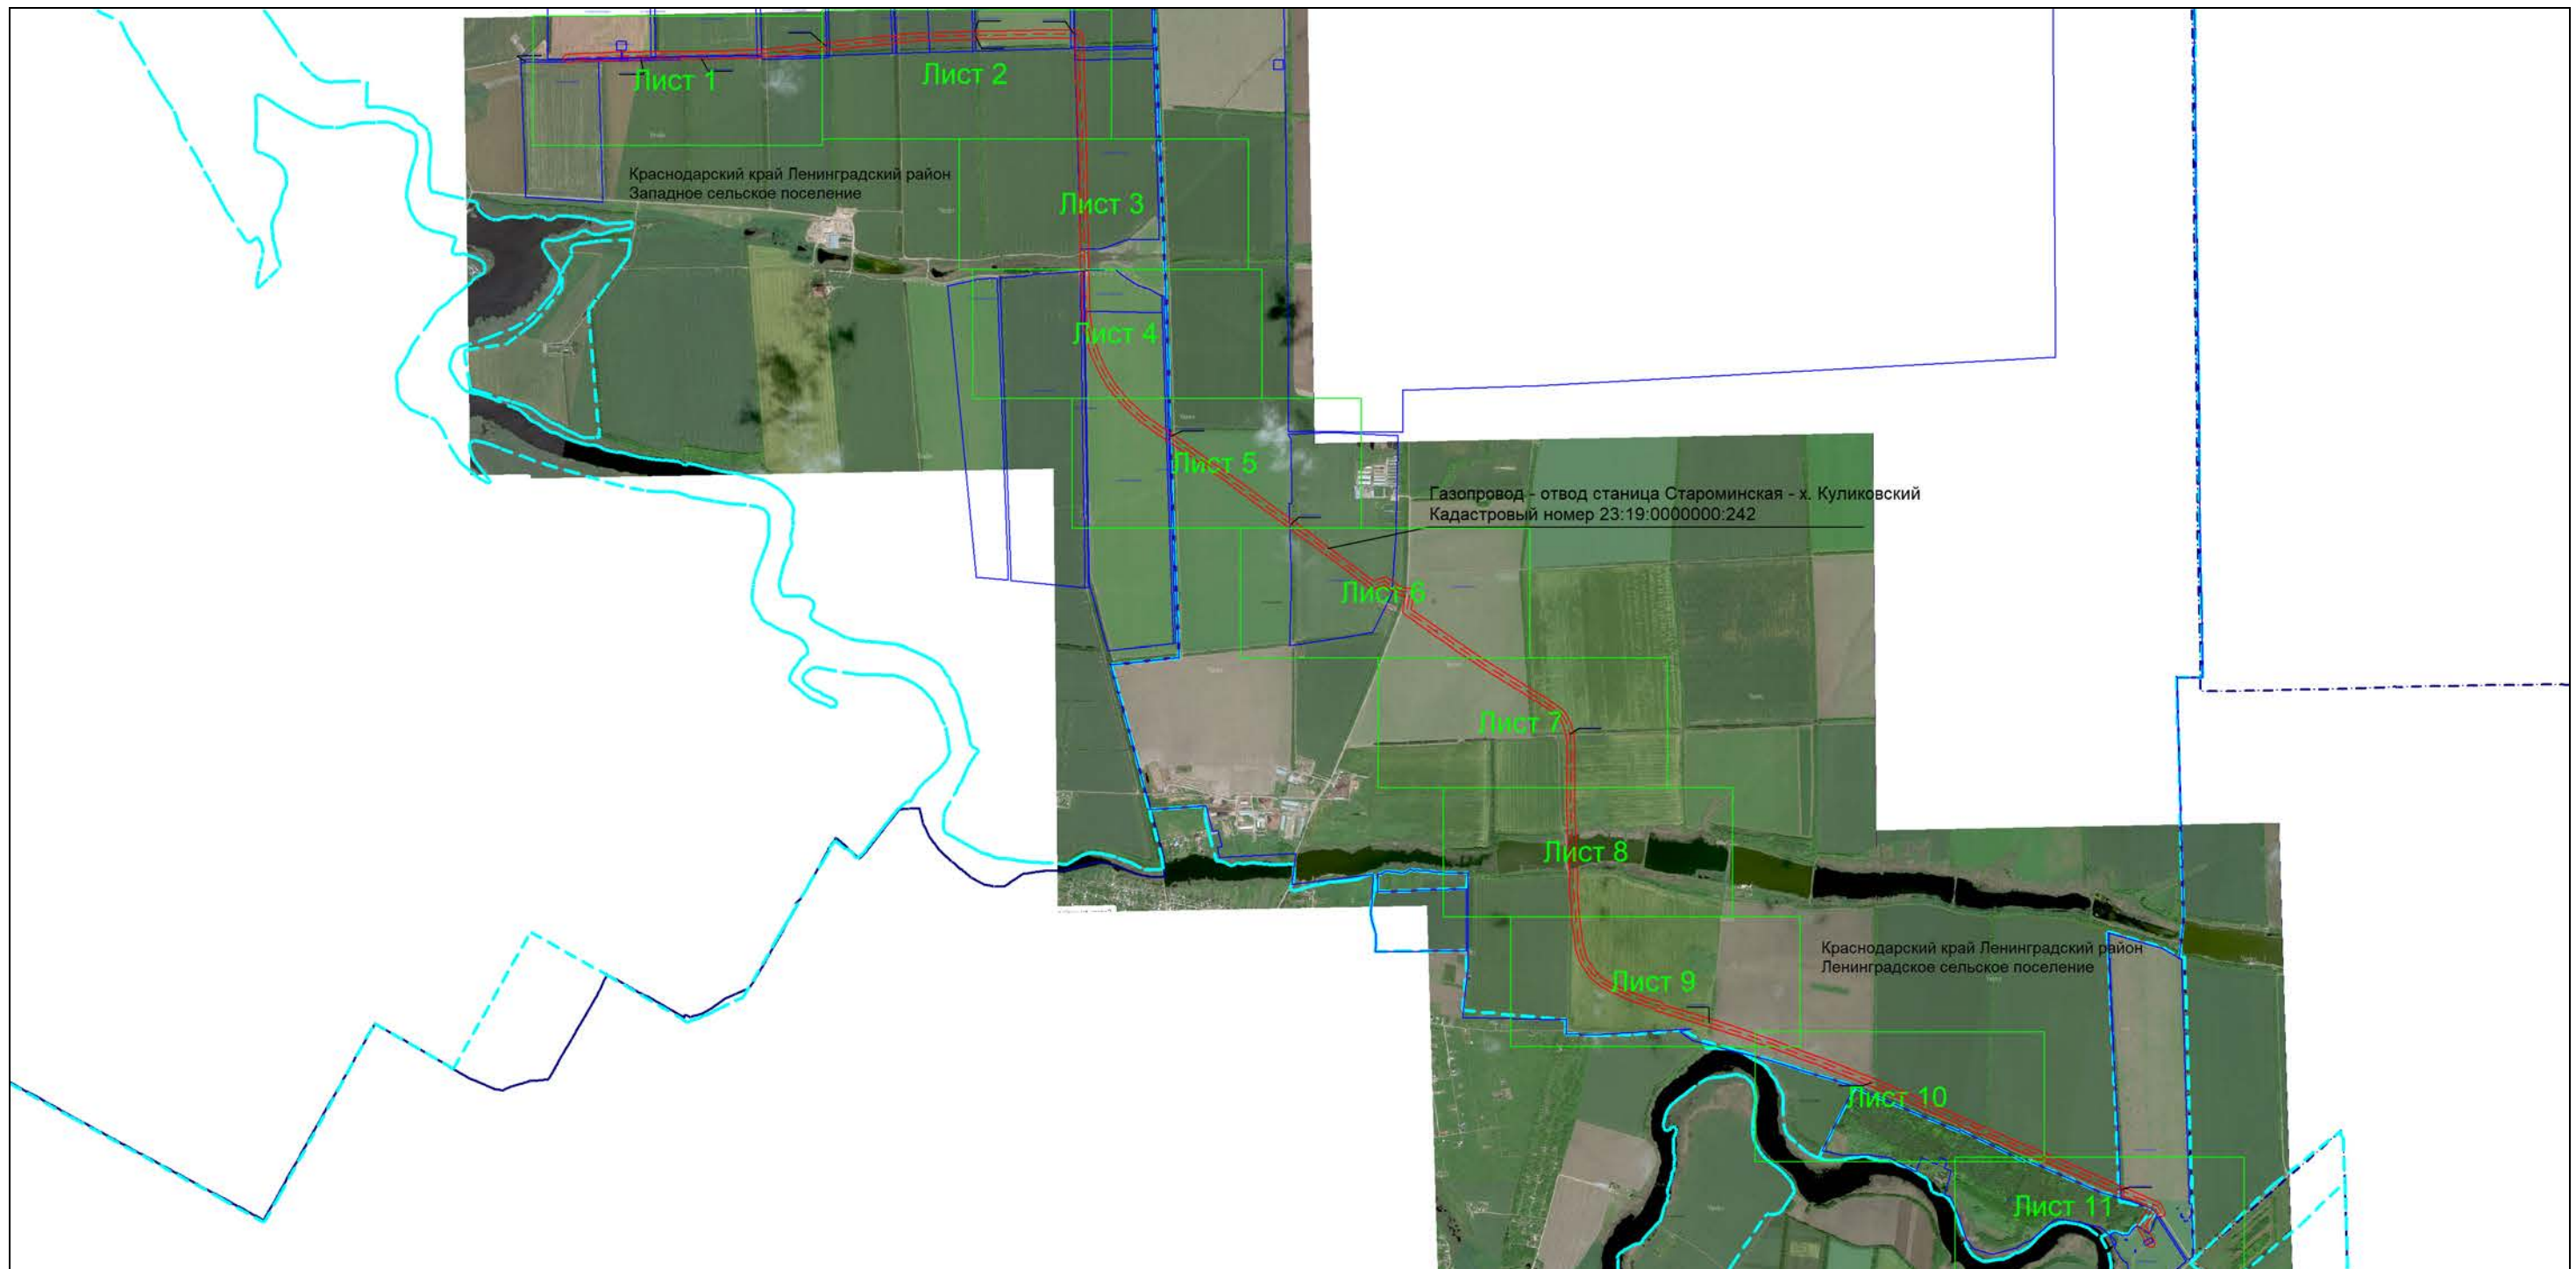 Лист 1
Лист 2
Краснодарский край Ленинградский район
Западное сельское поселение
Лист 3
Лист 4
Лист 5
Газопровод - отвод станица Староминская - х. Куликовский
Кадастровый номер 23:19:0000000:242
Лист 6
Лист 7
Лист 8
Краснодарский край Ленинградский район
Ленинградское сельское поселение
Лист 9
Лист 10
Лист 11